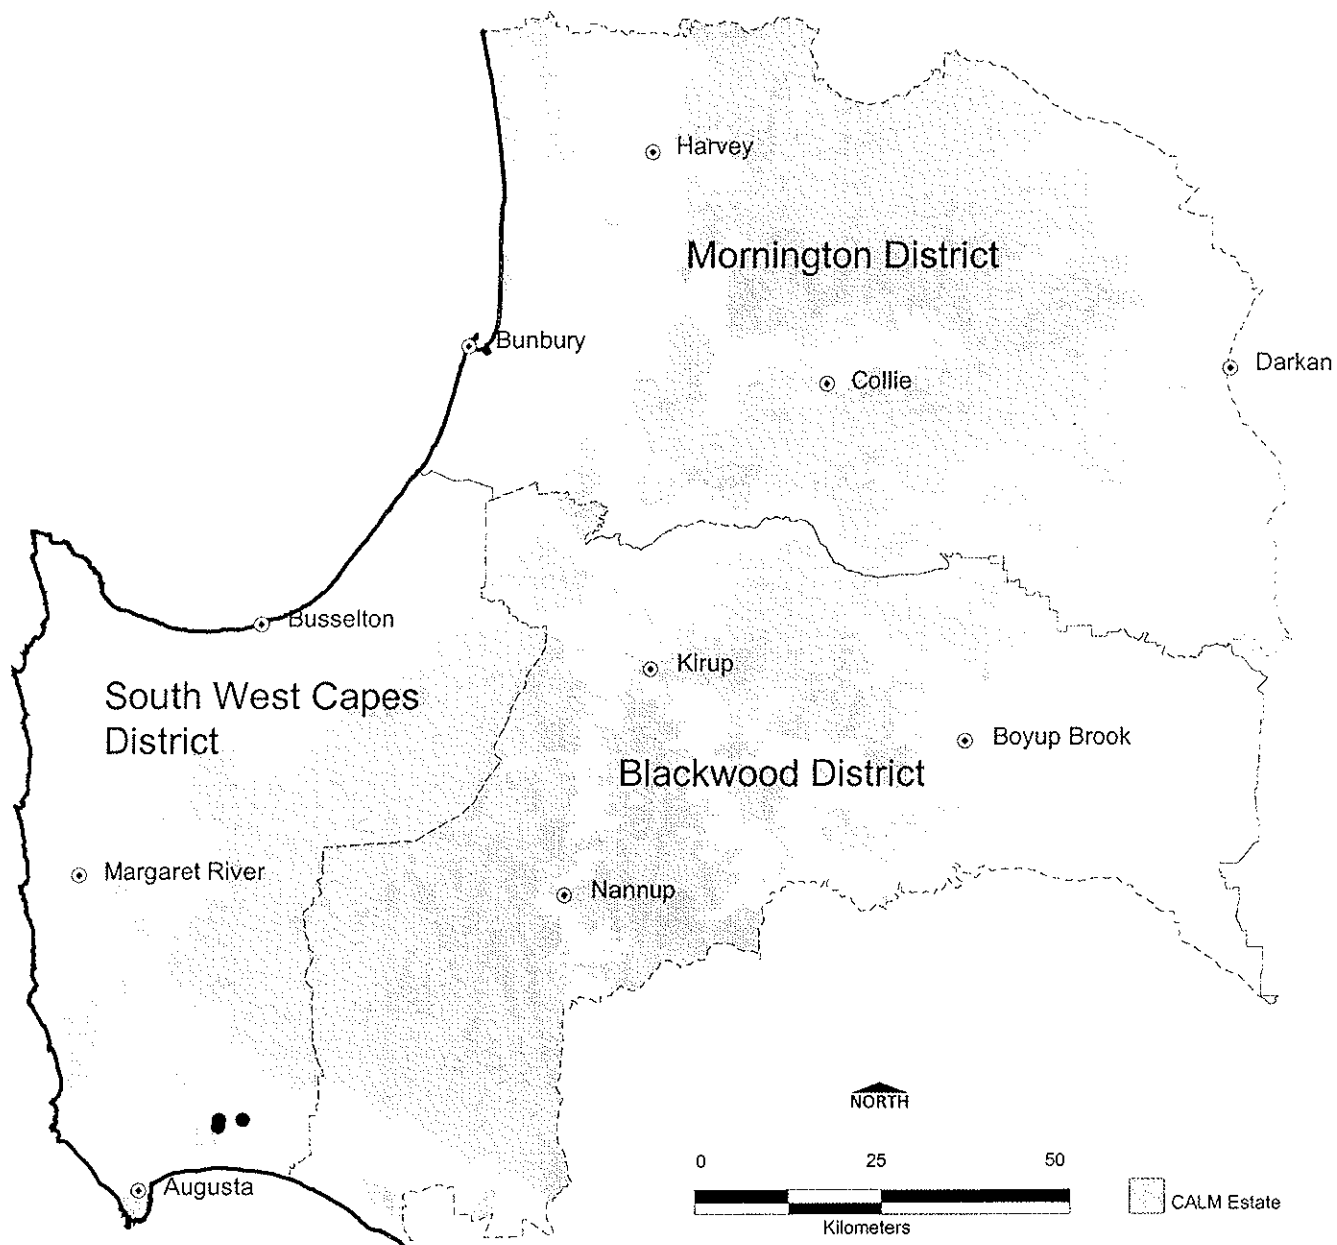 Harvey
Mornington District
Bunbury
Darkan
Collie
Busselton
Kirup
South West Capes
District
Boyup Brook
Blackwood District
Margaret River
Nannup
NORTH
0 25 50
Augusta
CALM Estate
Kilometers